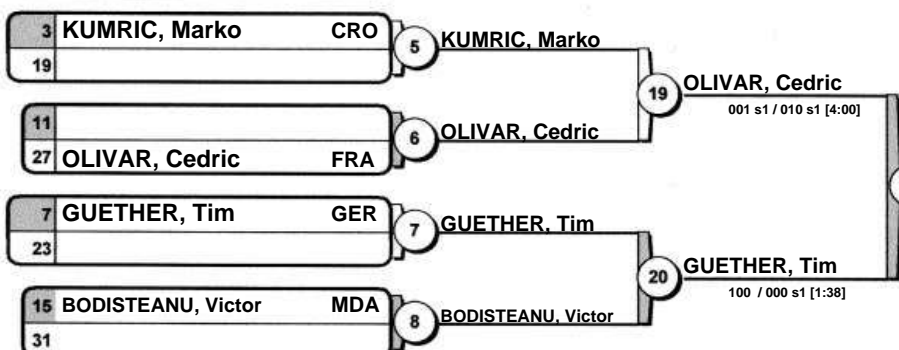 3 KUMRIC, Marko CRO
19
5
KUMRIC, Marko
11
27 OLIVAR, Cedric FRA
6
OLIVAR, Cedric
19
OLIVAR, Cedric
001 s1 / 010 s1 [4:00]
7 GUETHER, Tim GER
23
7
GUETHER, Tim
15 BODISTEANU, Victor MDA
31
8
BODISTEANU, Victor
20
GUETHER, Tim
100 / 000 s1 [1:38]